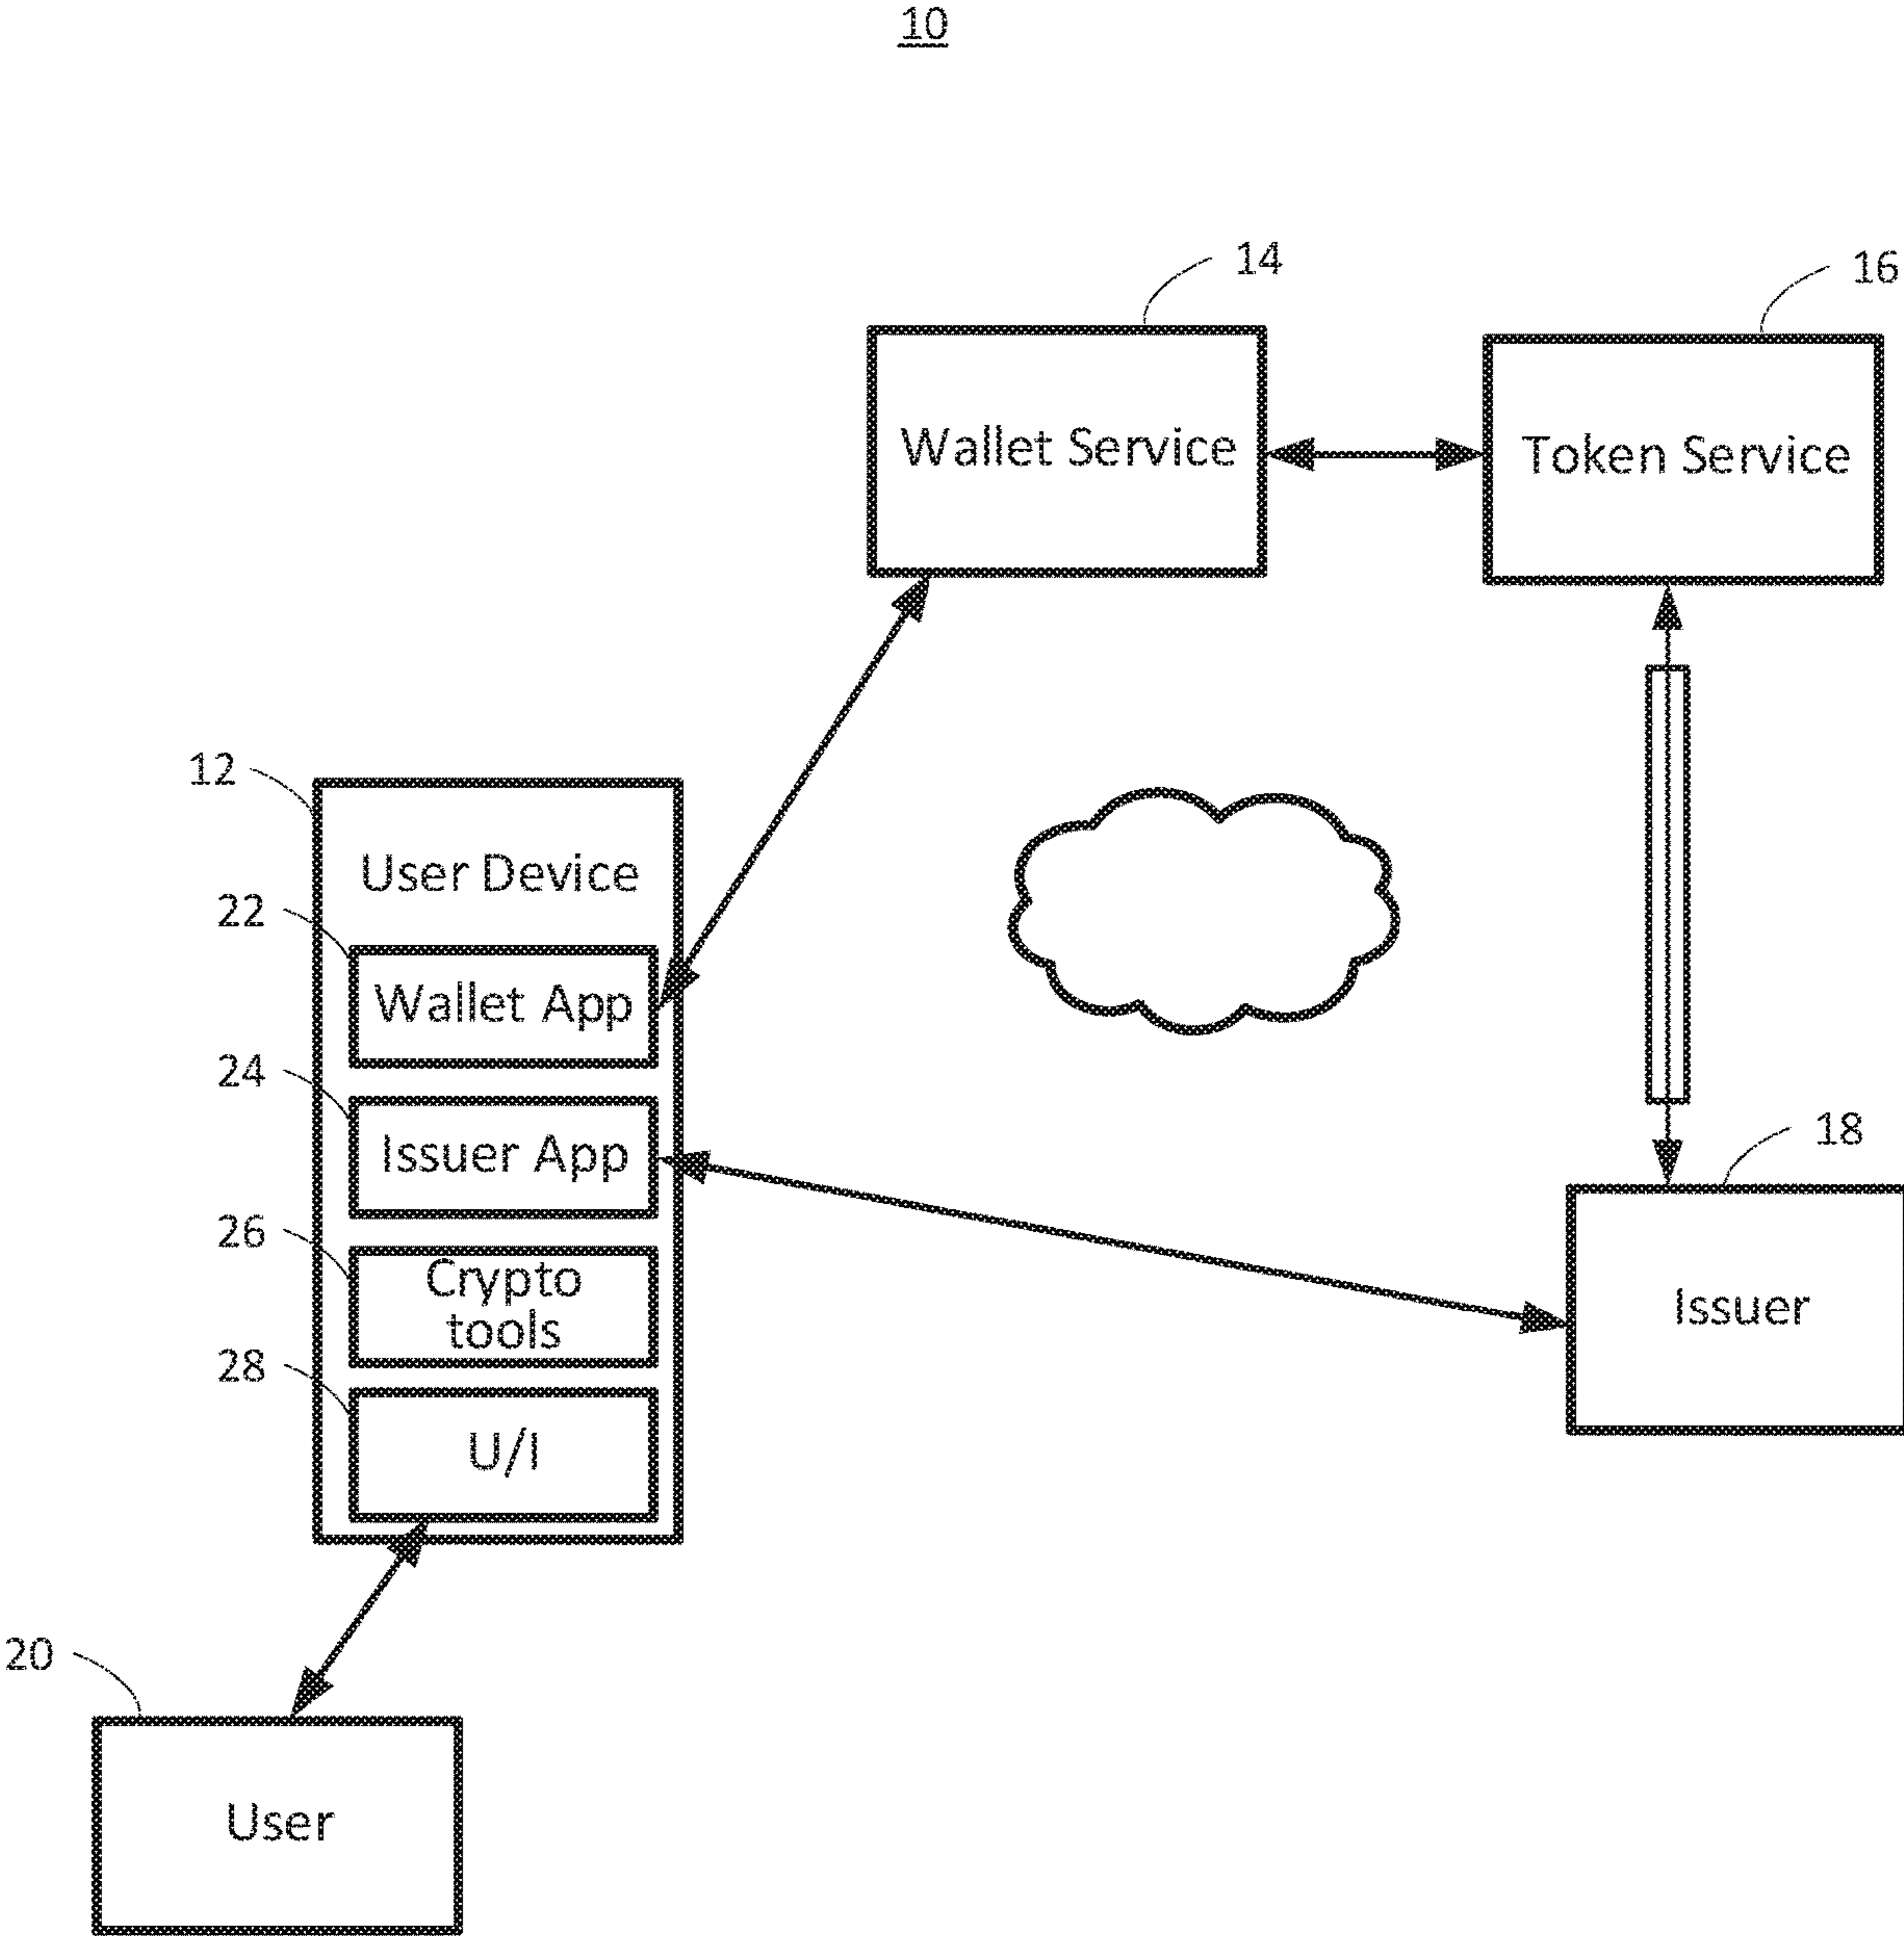 10
14
16
Wallet Service
Token Service
12
User Device
22
Wallet App
24
Issuer App
18
26
Crypto
tools
Issuer
28
U/I
20
User